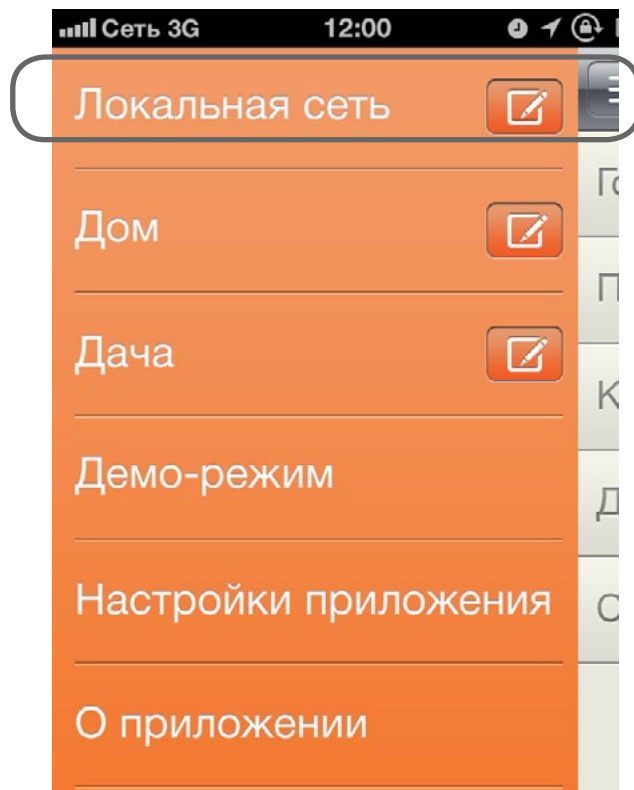 Сеть 3G 12:00
Локальная сеть
Дом
Дача
Демо-режим
Настройки приложения
О приложении